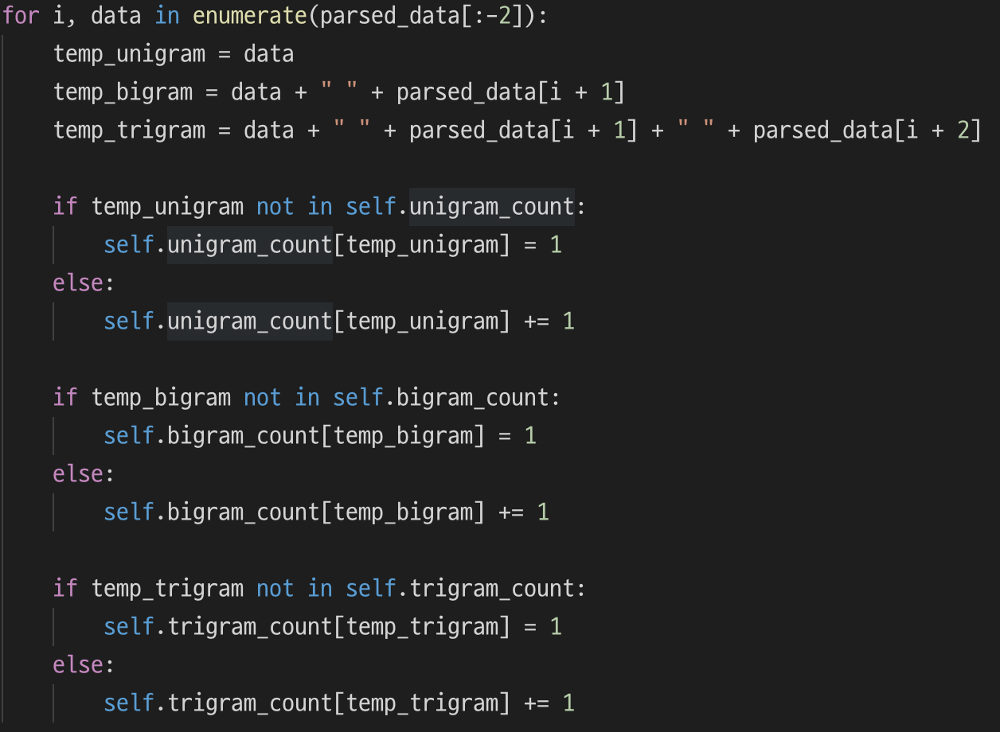 for i, data in enumerate(parsed_data[:-2]):
    temp_unigram = data
    temp_bigram = data + " " + parsed_data[i + 1]
    temp_trigram = data + " " + parsed_data[i + 1] + " " + parsed_data[i + 2]

    if temp_unigram not in self.unigram_count:
        self.unigram_count[temp_unigram] = 1
    else:
        self.unigram_count[temp_unigram] += 1

    if temp_bigram not in self.bigram_count:
        self.bigram_count[temp_bigram] = 1
    else:
        self.bigram_count[temp_bigram] += 1

    if temp_trigram not in self.trigram_count:
        self.trigram_count[temp_trigram] = 1
    else:
        self.trigram_count[temp_trigram] += 1